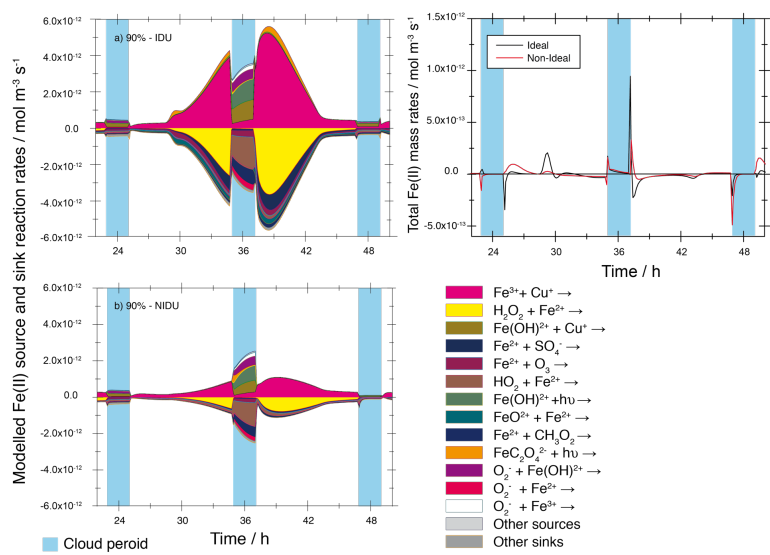 Modelled Fe(II) source and sink reaction rates / mol m⁻³ s⁻¹
a) 90% - IDU
6.0x10⁻¹²
4.0x10⁻¹²
2.0x10⁻¹²
0.0
-2.0x10⁻¹²
-4.0x10⁻¹²
-6.0x10⁻¹²
24 30 36 42 48
b) 90% - NIDU
6.0x10⁻¹²
4.0x10⁻¹²
2.0x10⁻¹²
0.0
-2.0x10⁻¹²
-4.0x10⁻¹²
-6.0x10⁻¹²
24 30 36 42 48
Time / h
Cloud peroid
Total Fe(II) mass rates / mol m⁻³ s⁻¹
1.5x10⁻¹²
1.0x10⁻¹²
5.0x10⁻¹³
0.0
-5.0x10⁻¹³
Ideal
Non-Ideal
24 30 36 42 48
Time / h
Fe³⁺ + Cu⁺ →
H₂O₂ + Fe²⁺ →
Fe(OH)²⁺ + Cu⁺ →
Fe²⁺ + SO₄⁻ →
Fe²⁺ + O₃ →
HO₂ + Fe²⁺ →
Fe(OH)²⁺ +hυ →
FeO²⁺ + Fe²⁺ →
Fe²⁺ + CH₃O₂ →
FeC₂O₄²⁻ + hυ →
O₂⁻ + Fe(OH)²⁺ →
O₂⁻ + Fe²⁺ →
O₂⁻ + Fe³⁺ →
Other sources
Other sinks